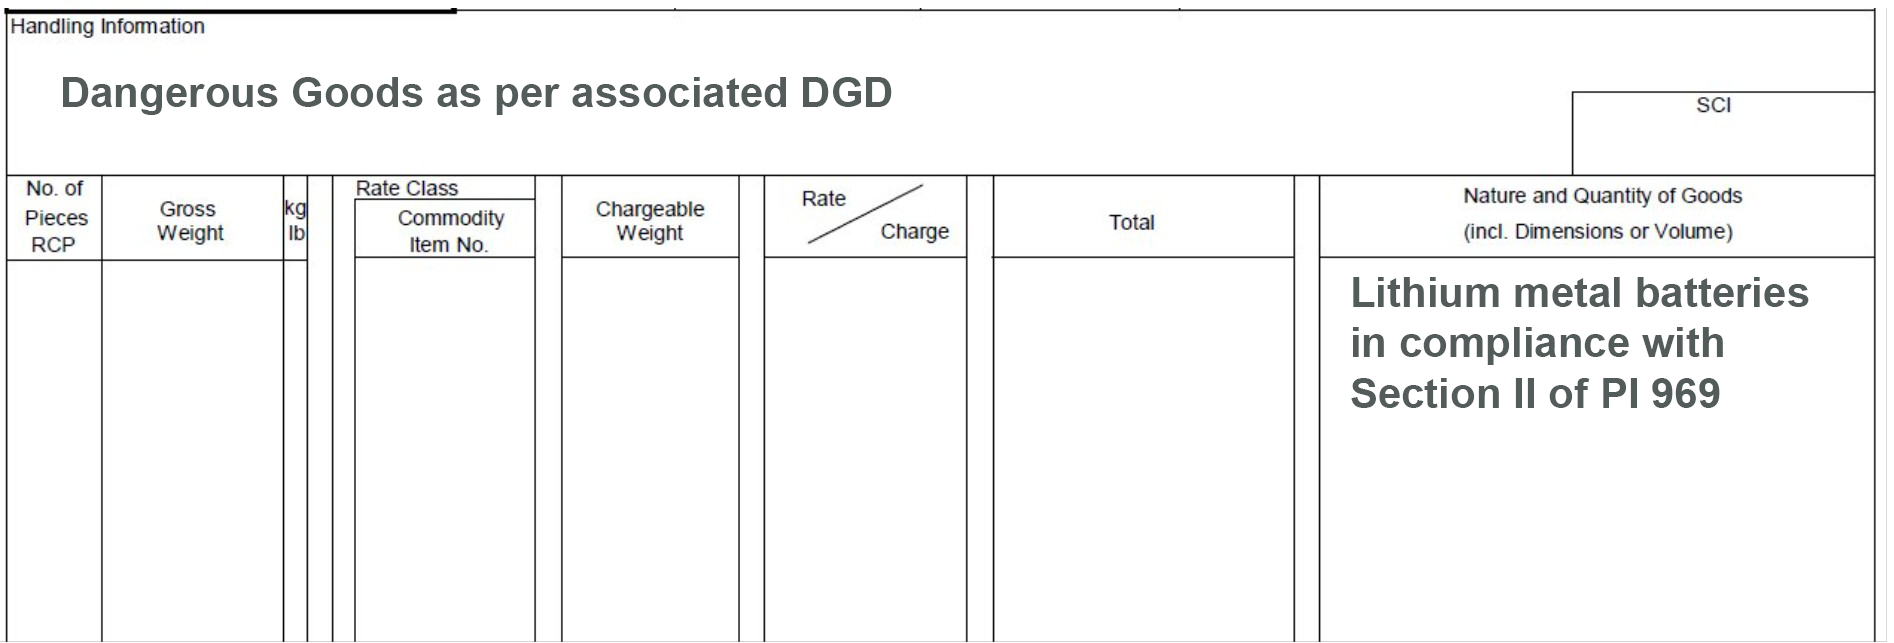 Handling Information
Dangerous Goods as per associated DGD
SCI
No. of
Pieces
RCP
Gross
Weight
kg
lb
Rate Class
Commodity
Item No.
Chargeable
Weight
Rate
Charge
Total
Nature and Quantity of Goods
(incl. Dimensions or Volume)
Lithium metal batteries
in compliance with
Section II of PI 969